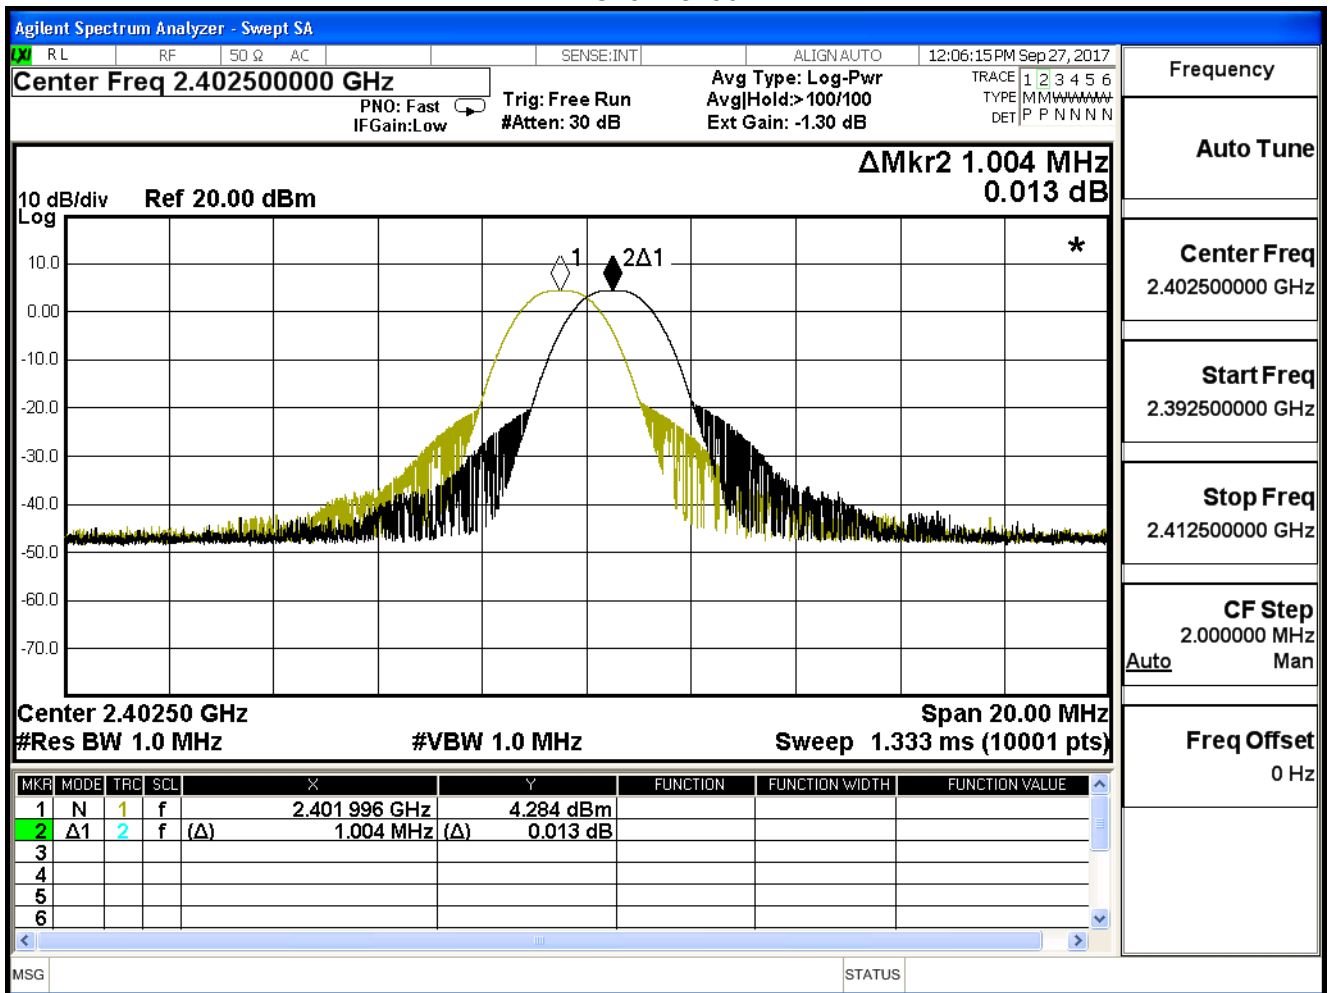 Agilent Spectrum Analyzer - Swept SA
LXI RL RF 50 Ω AC SENSE:INT ALIGN AUTO 12:06:15 PM Sep 27, 2017
Center Freq 2.402500000 GHz
PNO: Fast
IFGain:Low
Trig: Free Run
#Atten: 30 dB
Avg Type: Log-Pwr
Avg|Hold:> 100/100
Ext Gain: -1.30 dB
TRACE 1 2 3 4 5 6
TYPE M M W W W W
DET P P N N N N
ΔMkr2 1.004 MHz
0.013 dB
10 dB/div Ref 20.00 dBm
Log
10.0
0.00
-10.0
-20.0
-30.0
-40.0
-50.0
-60.0
-70.0
1
2Δ1
*
Center 2.40250 GHz Span 20.00 MHz
#Res BW 1.0 MHz #VBW 1.0 MHz Sweep 1.333 ms (10001 pts)
MKR MODE TRC SCL X Y FUNCTION FUNCTION WIDTH FUNCTION VALUE
1 N 1 f 2.401 996 GHz 4.284 dBm
2 Δ1 2 f (Δ) 1.004 MHz (Δ) 0.013 dB
3
4
5
6
MSG STATUS
Frequency
Auto Tune
Center Freq
2.402500000 GHz
Start Freq
2.392500000 GHz
Stop Freq
2.412500000 GHz
CF Step
2.000000 MHz
Auto Man
Freq Offset
0 Hz